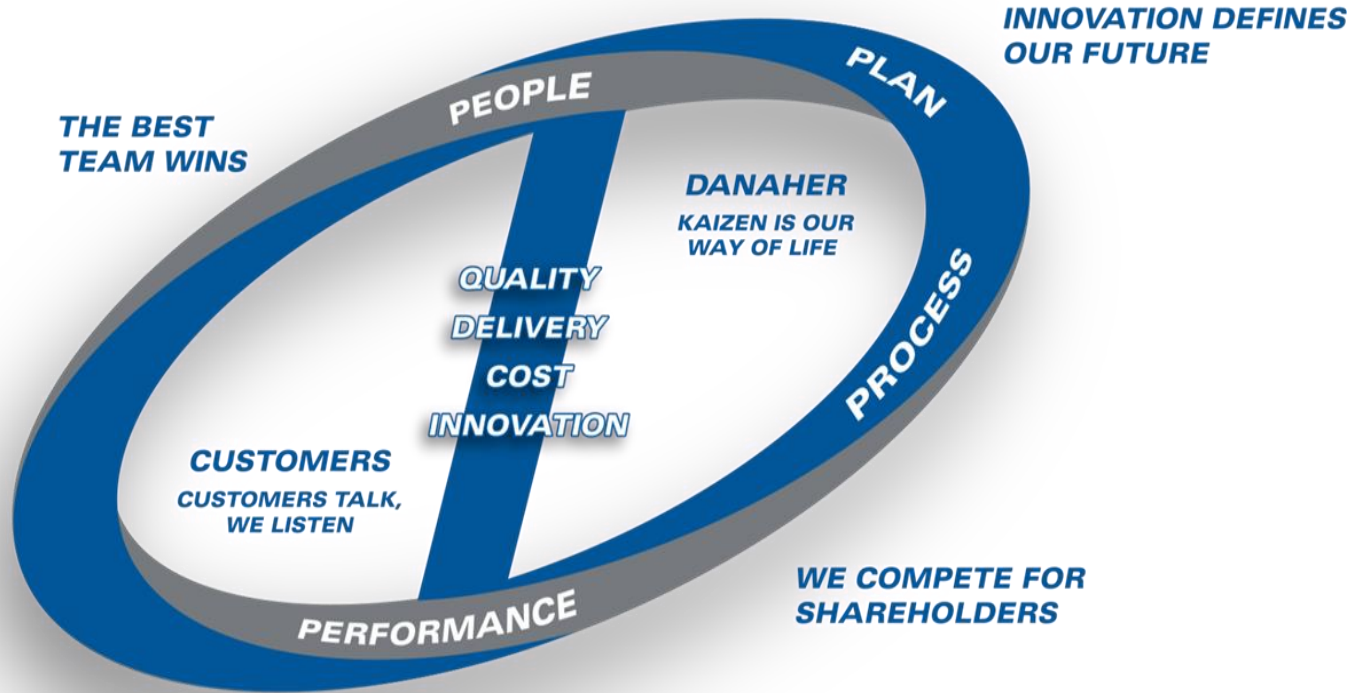 INNOVATION DEFINES
OUR FUTURE
PLAN
PEOPLE
THE BEST
TEAM WINS
DANAHER
KAIZEN IS OUR
WAY OF LIFE
QUALITY
DELIVERY
COST
INNOVATION
PROCESS
CUSTOMERS
CUSTOMERS TALK,
WE LISTEN
WE COMPETE FOR
SHAREHOLDERS
PERFORMANCE